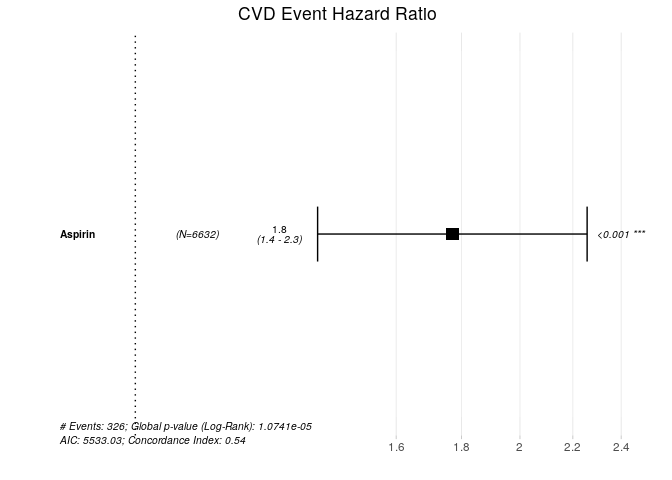 CVD Event Hazard Ratio
Aspirin
(N=6632)
1.8
(1.4 - 2.3)
<0.001 ***
# Events: 326; Global p-value (Log-Rank): 1.0741e-05
AIC: 5533.03; Concordance Index: 0.54
1.6 1.8 2 2.2 2.4